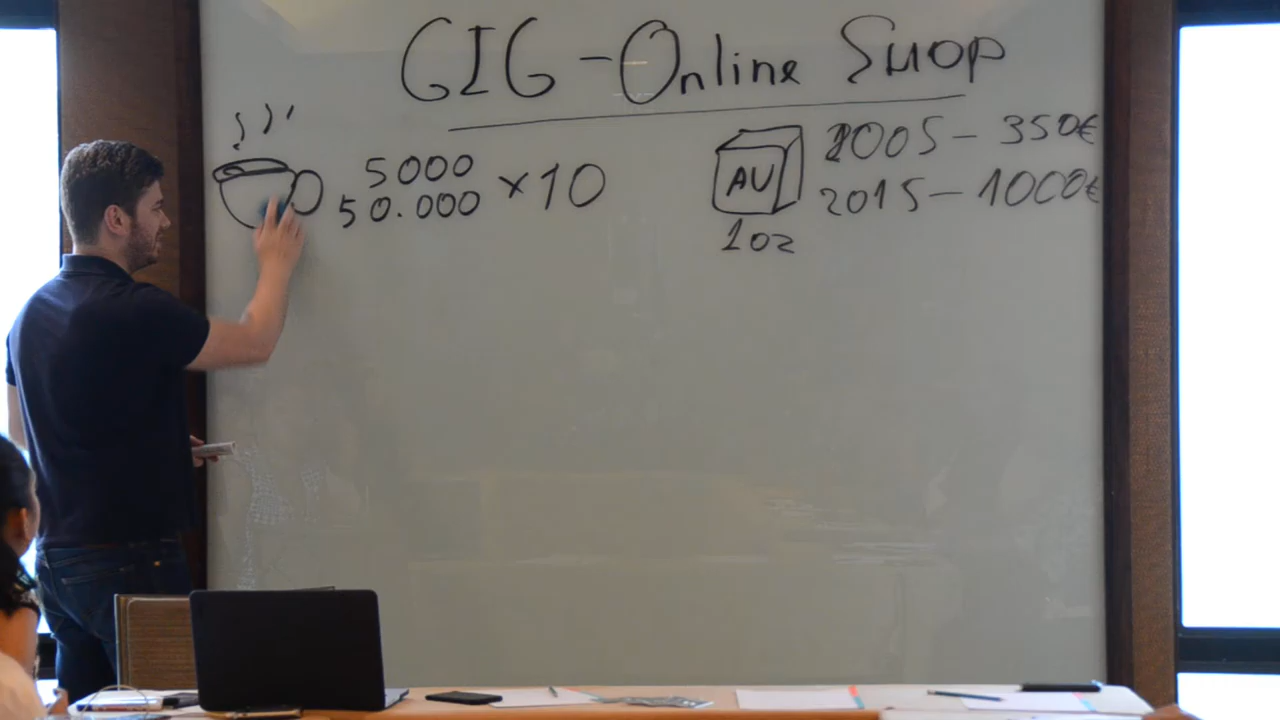 GIG - Online SHOP
5000
50.000 × 10
AU
1oz
2005 - 350€
2015 - 1000€